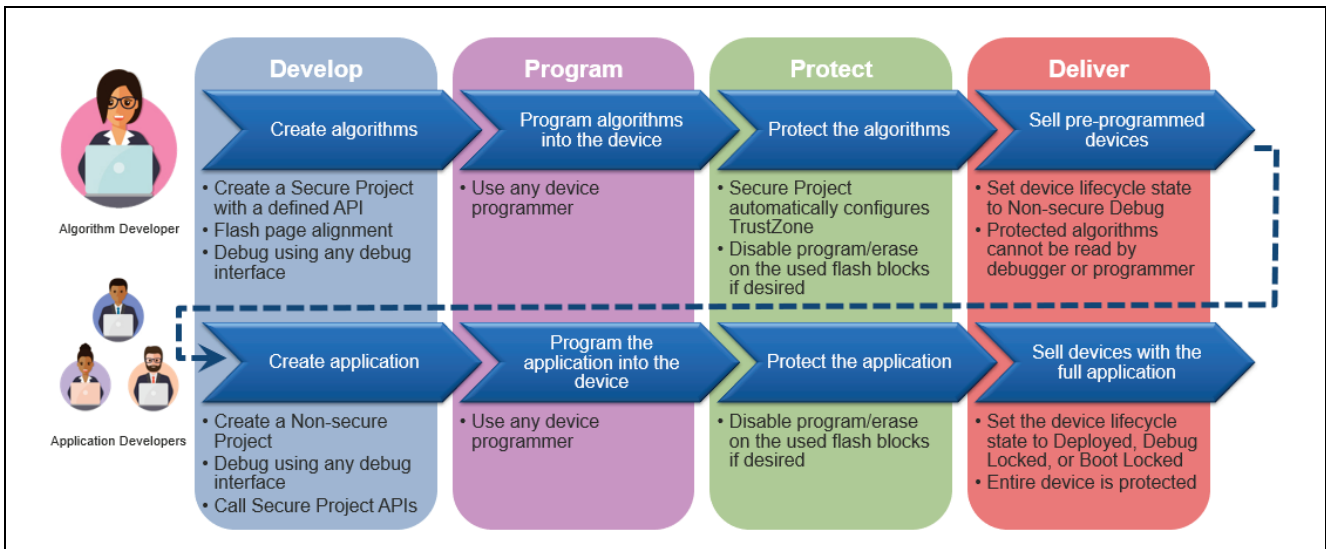 Develop
Program
Protect
Deliver
Algorithm Developer
Create algorithms
Program algorithms
into the device
Protect the algorithms
Sell pre-programmed
devices
• Create a Secure Project
with a defined API
• Flash page alignment
• Debug using any debug
interface
• Use any device
programmer
• Secure Project
automatically configures
TrustZone
• Disable program/erase
on the used flash blocks
if desired
• Set device lifecycle state
to Non-secure Debug
• Protected algorithms
cannot be read by
debugger or programmer
Application Developers
Create application
Program the
application into the
device
Protect the application
Sell devices with the
full application
• Create a Non-secure
Project
• Debug using any debug
interface
• Call Secure Project APIs
• Use any device
programmer
• Disable program/erase
on the used flash blocks
if desired
• Set the device lifecycle
state to Deployed, Debug
Locked, or Boot Locked
• Entire device is protected